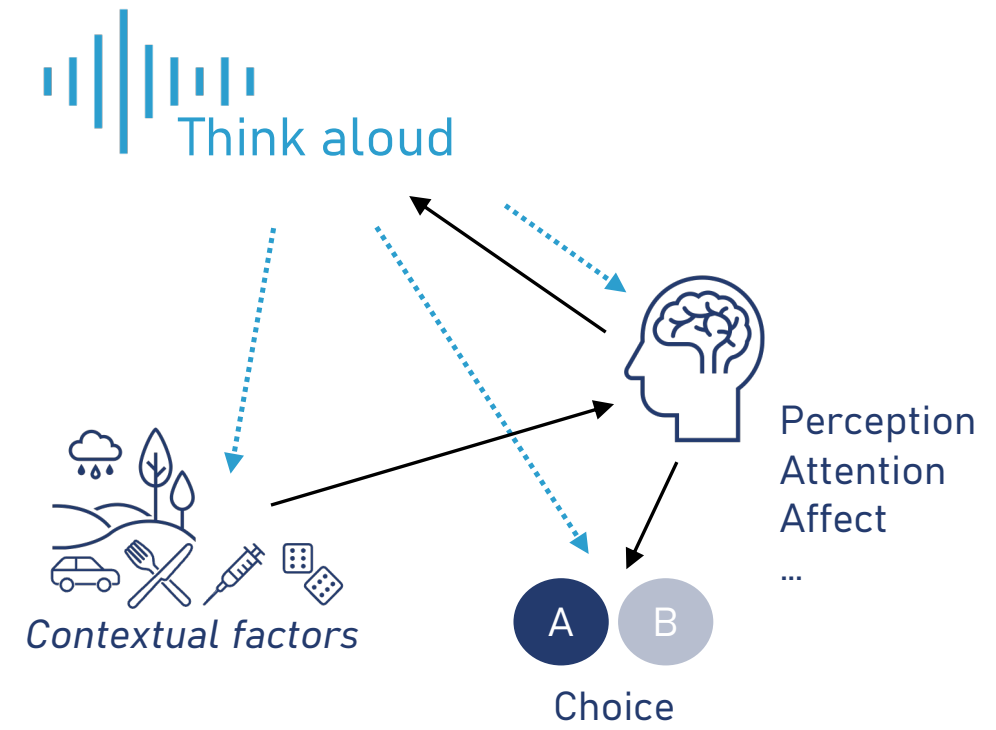 Think aloud
Perception
Attention
Affect
...
Contextual factors
A
B
Choice